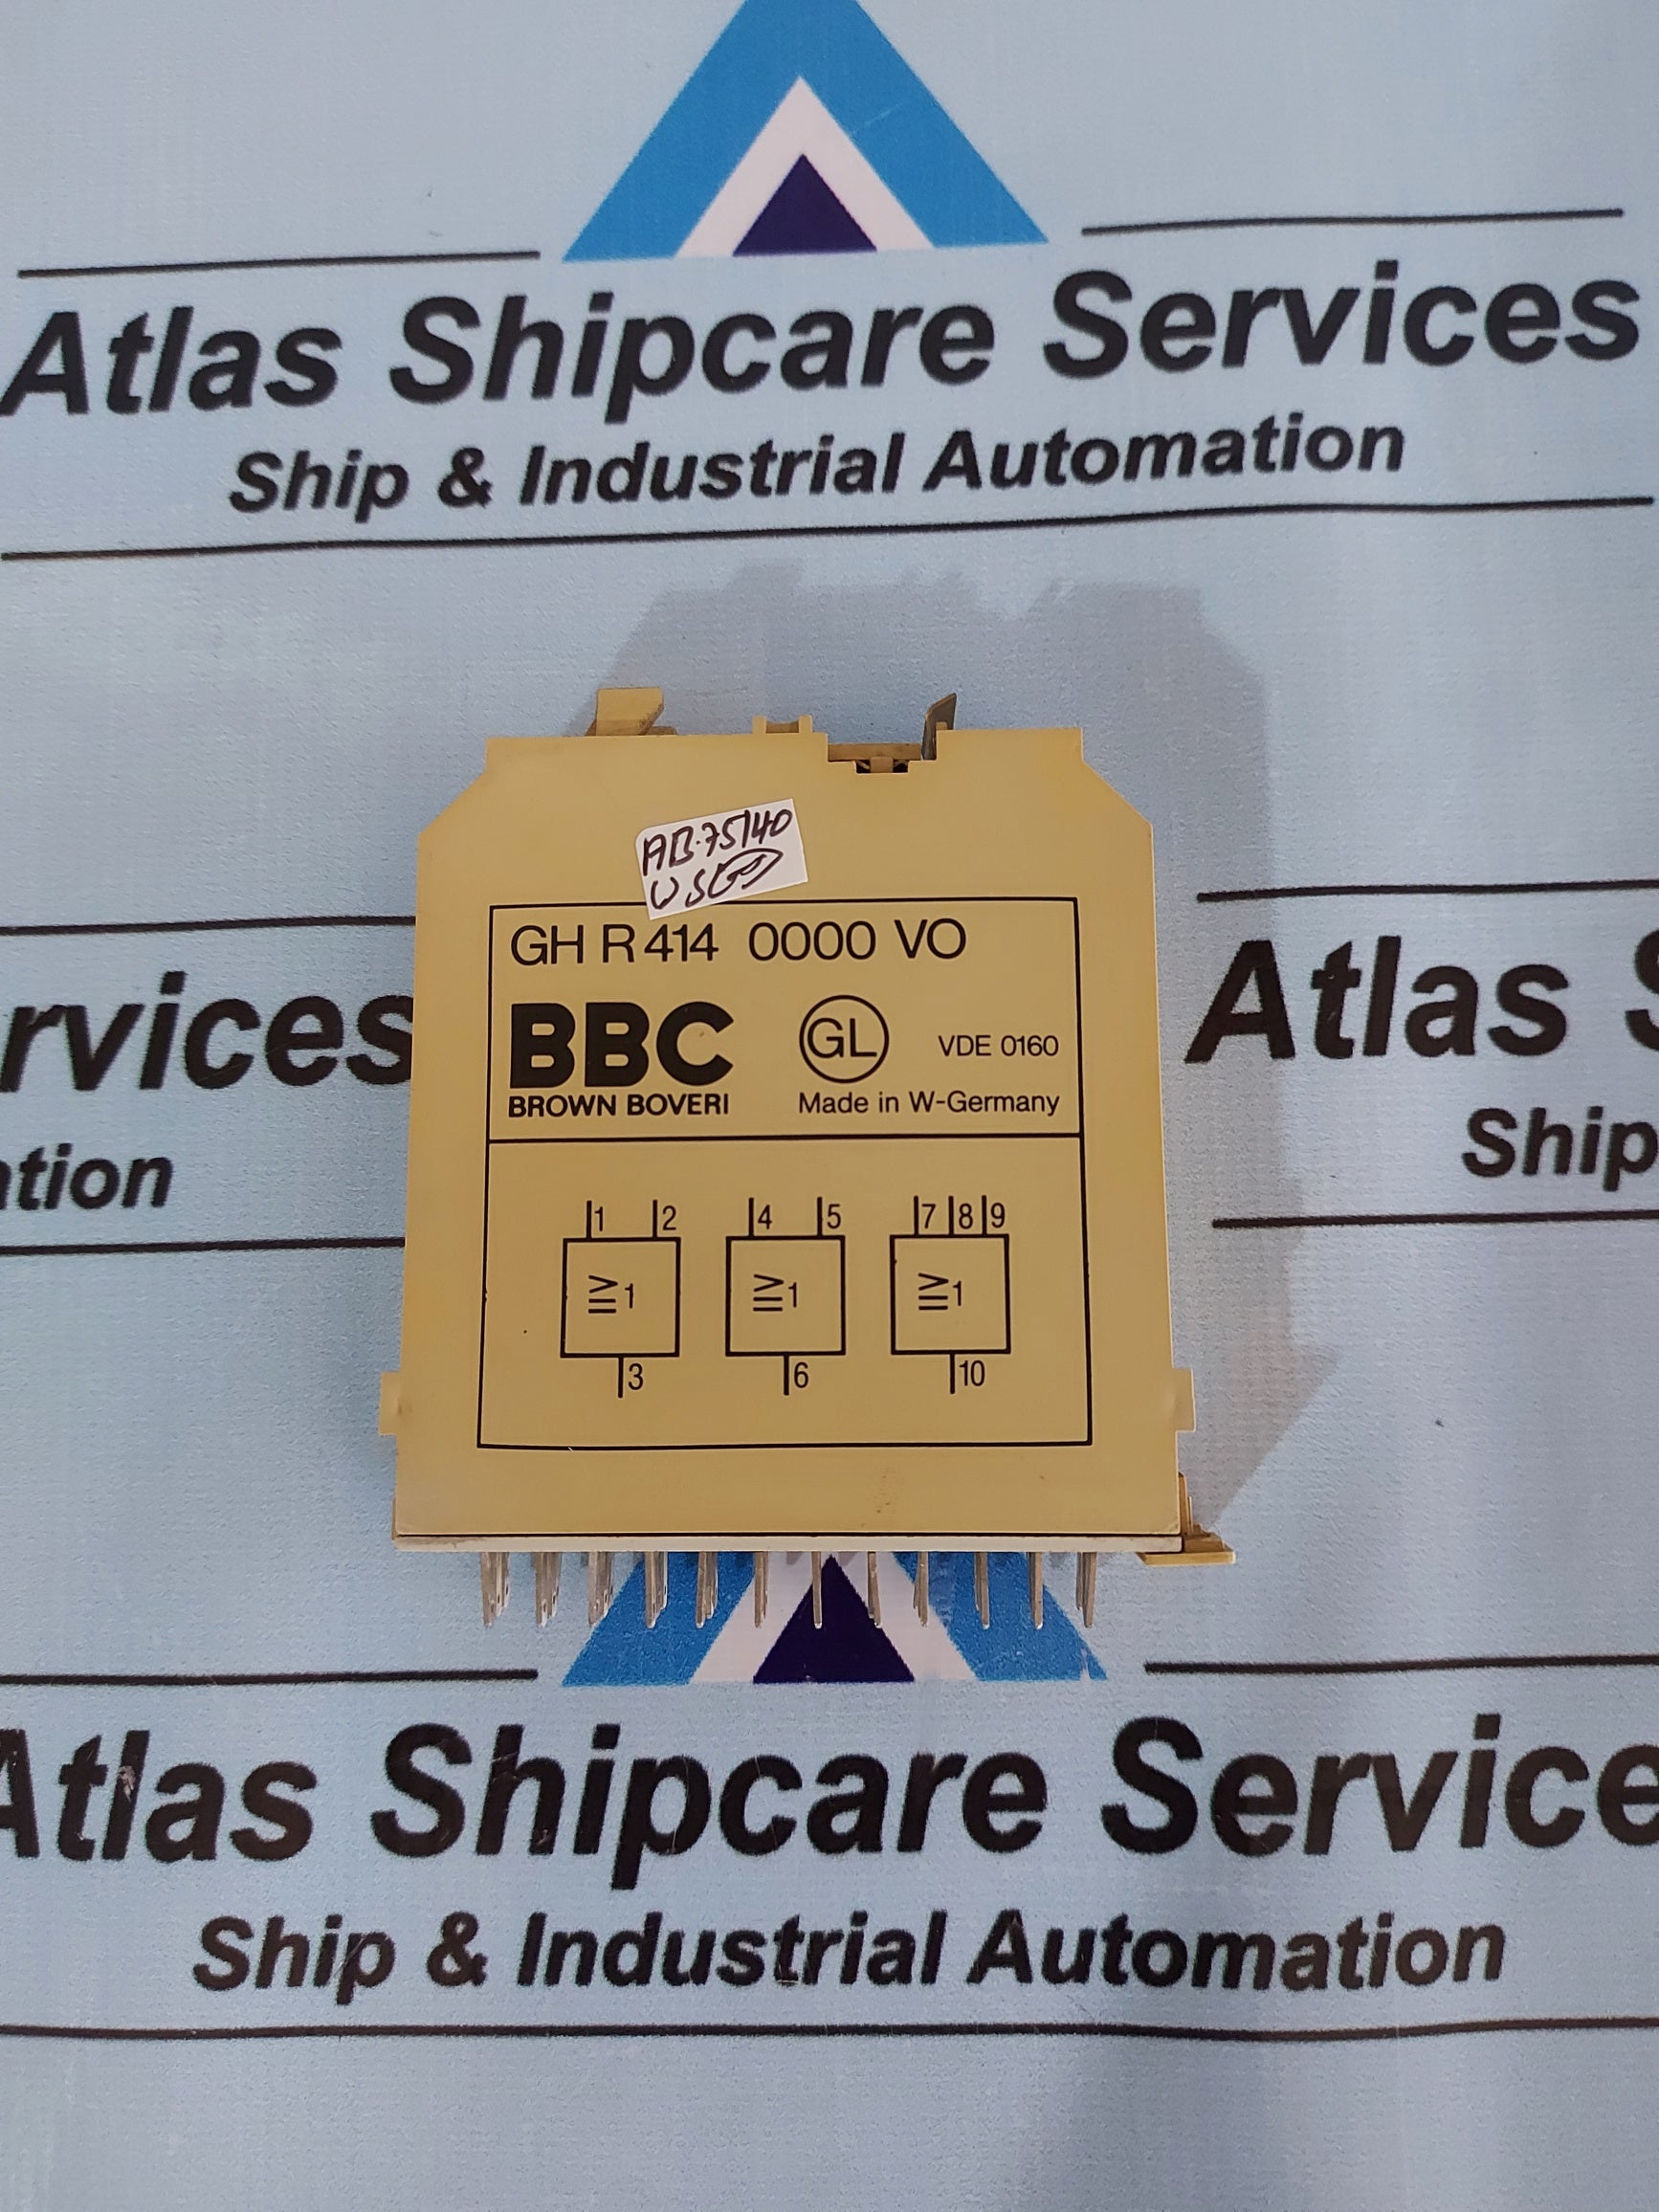 Atlas Shipcare Services
Ship & Industrial Automation
AB-75140
USED
GH R 414 0000 VO
BBC
BROWN BOVERI
GL
VDE 0160
Made in W-Germany
rvices
Atlas S
ation
Ship
1 2 4 5 7 8 9
≧1 ≧1 ≧1
3 6 10
Atlas Shipcare Service
Ship & Industrial Automation